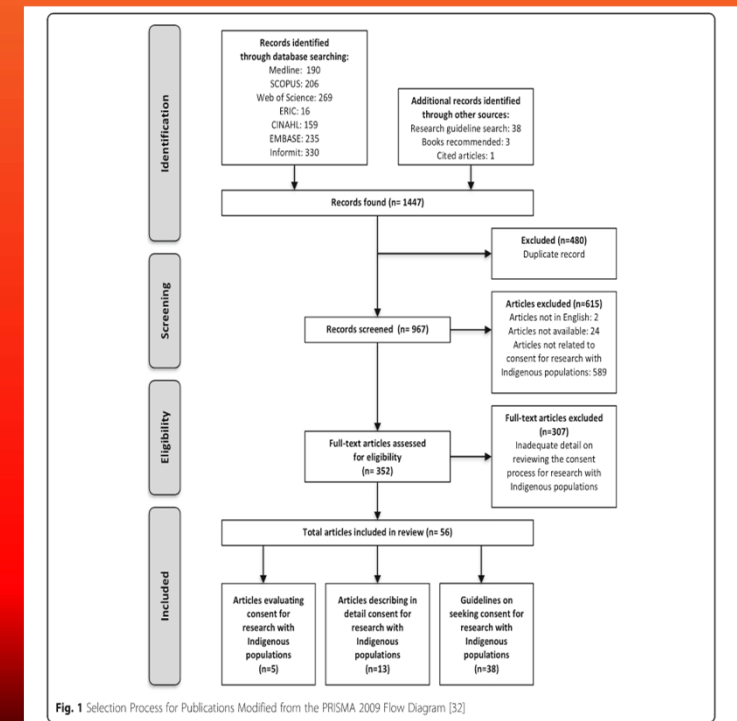 Identification
Records identified
through database searching:
Medline: 190
SCOPUS: 206
Web of Science: 269
ERIC: 16
CINAHL: 159
EMBASE: 235
Informit: 330
Additional records identified
through other sources:
Research guideline search: 38
Books recommended: 3
Cited articles: 1
Records found (n= 1447)
Excluded (n=480)
Duplicate record
Screening
Records screened (n= 967)
Articles excluded (n=615)
Articles not in English: 2
Articles not available: 24
Articles not related to
consent for research with
Indigenous populations: 589
Eligibility
Full-text articles assessed
for eligibility
(n= 352)
Full-text articles excluded
(n=307)
Inadequate detail on
reviewing the consent
process for research with
Indigenous populations
Included
Total articles included in review (n= 56)
Articles evaluating
consent for
research with
Indigenous
populations
(n=5)
Articles describing in
detail consent for
research with
Indigenous
populations
(n=13)
Guidelines on
seeking consent for
research with
Indigenous
populations
(n=38)
Fig. 1 Selection Process for Publications Modified from the PRISMA 2009 Flow Diagram [32]